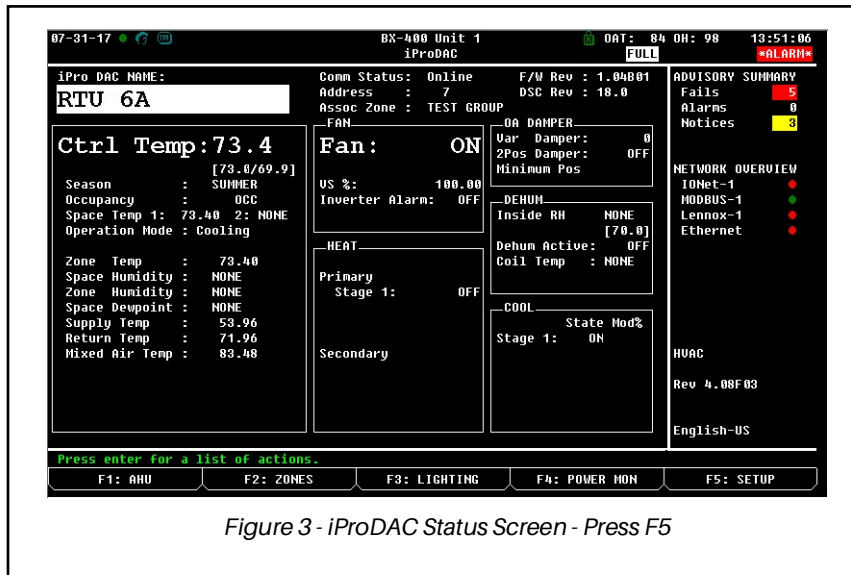 07-31-17 BX-400 Unit 1 OAT: 84 OH: 98 13:51:06
iProDAC FULL *ALARM*
iPro DAC NAME:
RTU 6A
Comm Status: Online F/W Rev : 1.04B01
Address : 7 DSC Rev : 18.0
Assoc Zone : TEST GROUP
Ctrl Temp:73.4
[73.0/69.9]
Season : SUMMER
Occupancy : OCC
Space Temp 1: 73.40 2: NONE
Operation Mode : Cooling
Zone Temp : 73.40
Space Humidity : NONE
Zone Humidity : NONE
Space Dewpoint : NONE
Supply Temp : 53.96
Return Temp : 71.96
Mixed Air Temp : 83.48
FAN
Fan: ON
VS %: 100.00
Inverter Alarm: OFF
HEAT
Primary
Stage 1: OFF
Secondary
OA DAMPER
Var Damper: 0
2Pos Damper: OFF
Minimum Pos
DEHUM
Inside RH NONE
[70.0]
Dehum Active: OFF
Coil Temp : NONE
COOL
State Mod%
Stage 1: ON
ADVISORY SUMMARY
Fails 5
Alarms 0
Notices 3
NETWORK OVERVIEW
IONet-1
MODBUS-1
Lennox-1
Ethernet
HVAC
Rev 4.08F03
English-US
Press enter for a list of actions.
F1: AHU F2: ZONES F3: LIGHTING F4: POWER MON F5: SETUP
Figure 3 - iProDAC Status Screen - Press F5